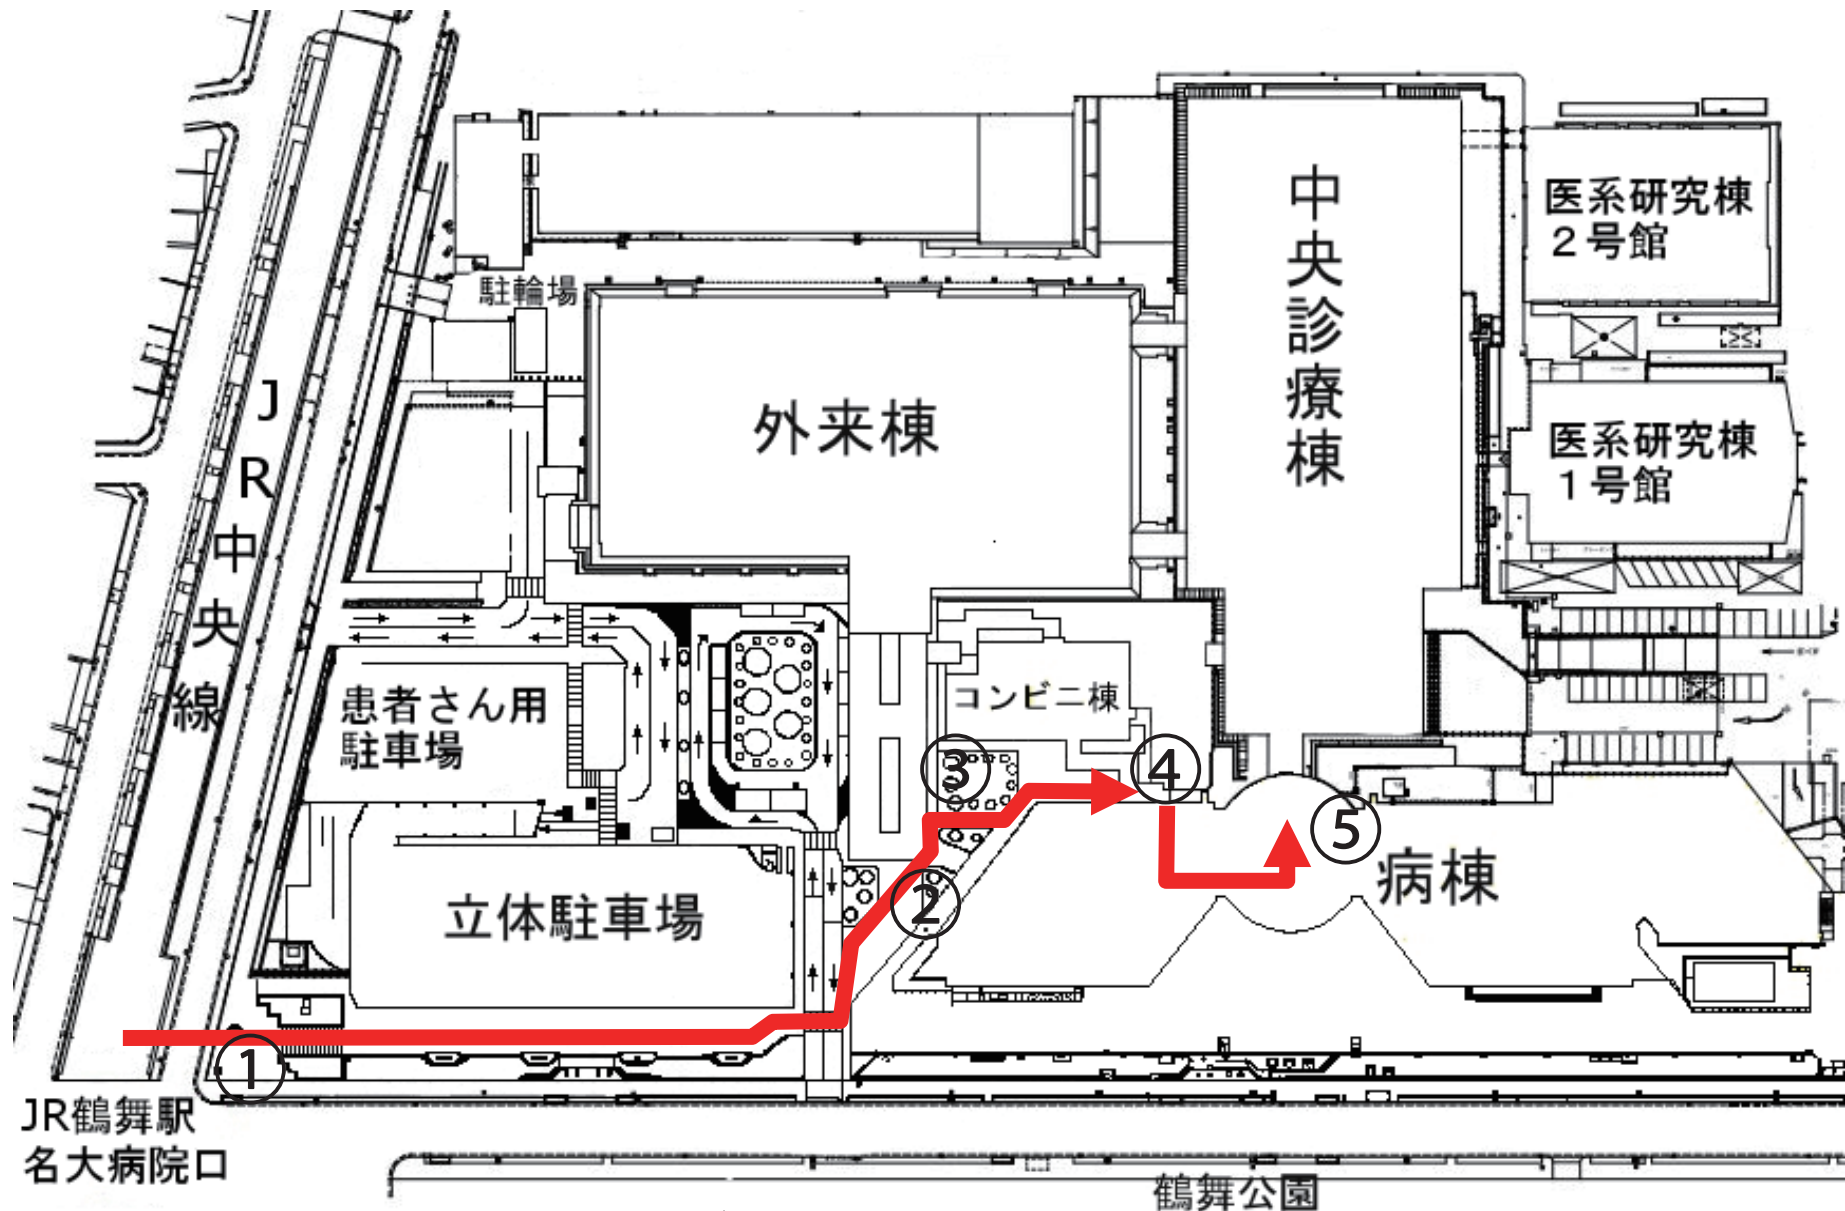 中央診療棟
医系研究棟
２号館
駐輪場
外来棟
医系研究棟
１号館
JR中央線
患者さん用
駐車場
コンビニ棟
③
④
⑤
病棟
立体駐車場
②
①
JR鶴舞駅
名大病院口
鶴舞公園